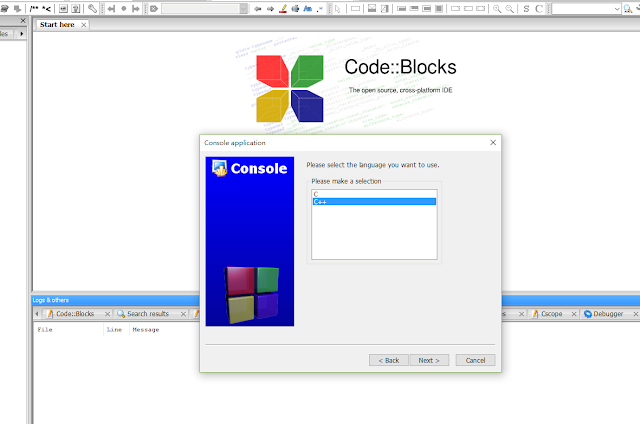 /** *<
S C
Start here
les
Code::Blocks
The open source, cross-platform IDE
Console application
Console
Please select the language you want to use.
Please make a selection
C
C++
Logs & others
Code::Blocks
Search results
Cscope
Debugger
File Line Message
< Back Next > Cancel